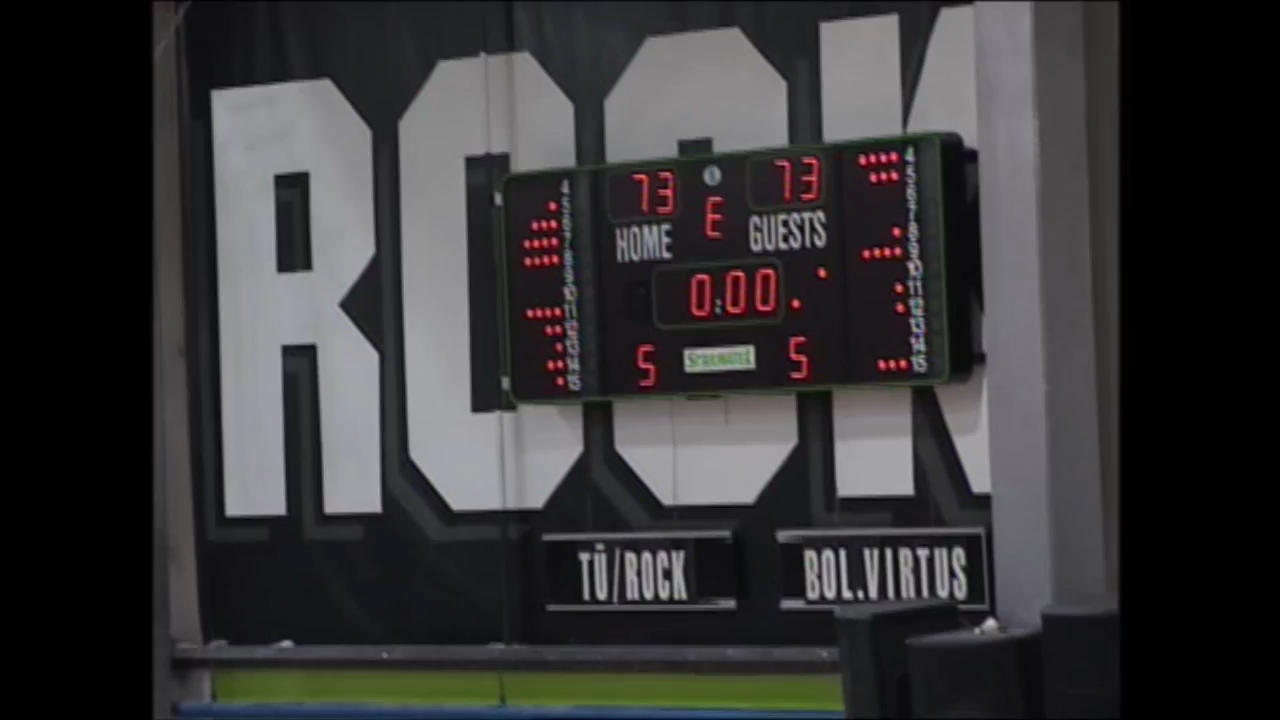 ROCK
73 73
E
HOME GUESTS
0:00
5 5
TÜ/ROCK BOL.VIRTUS